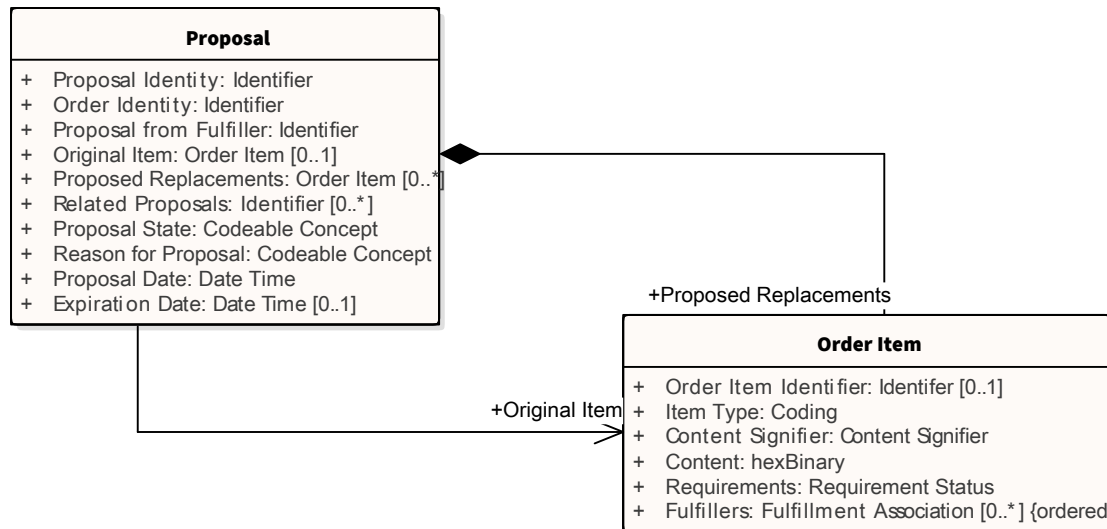 Proposal
+ Proposal Identity: Identifier
+ Order Identity: Identifier
+ Proposal from Fulfiller: Identifier
+ Original Item: Order Item [0..1]
+ Proposed Replacements: Order Item [0..*]
+ Related Proposals: Identifier [0..*]
+ Proposal State: Codeable Concept
+ Reason for Proposal: Codeable Concept
+ Proposal Date: Date Time
+ Expiration Date: Date Time [0..1]
+Proposed Replacements
+Original Item
Order Item
+ Order Item Identifier: Identifer [0..1]
+ Item Type: Coding
+ Content Signifier: Content Signifier
+ Content: hexBinary
+ Requirements: Requirement Status
+ Fulfillers: Fulfillment Association [0..*] {ordered